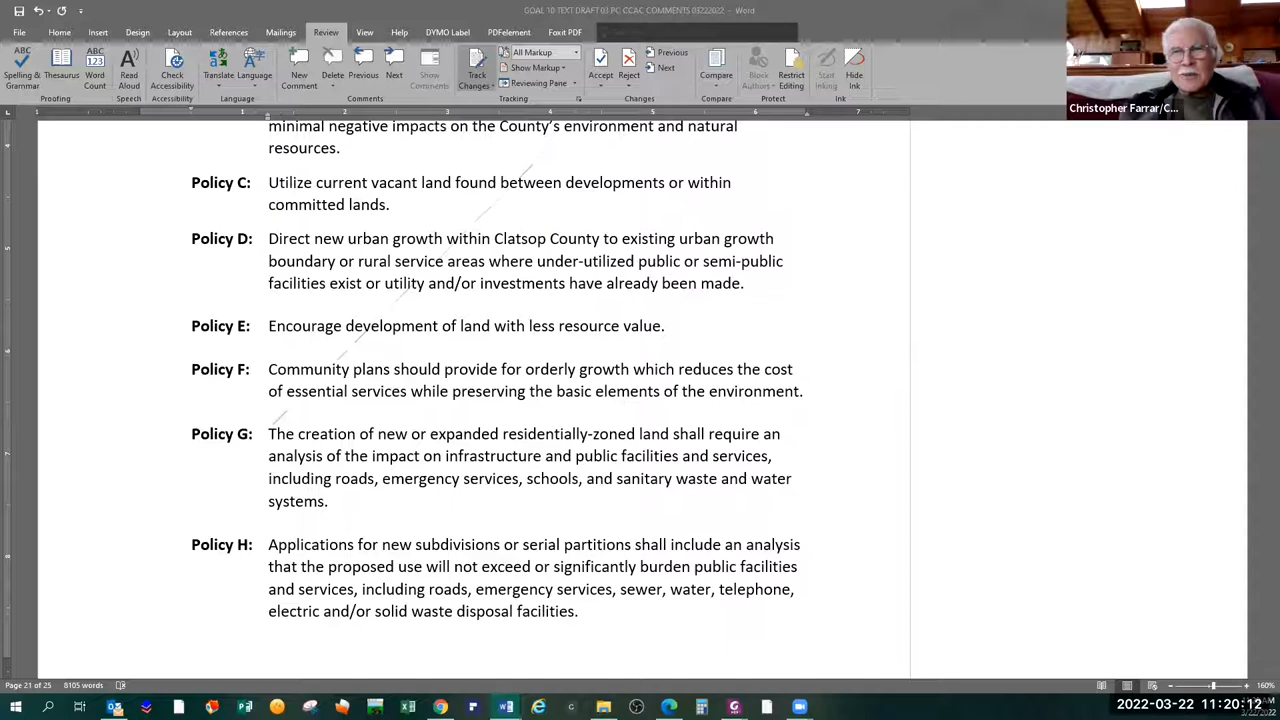 GOAL 10 TEXT DRAFT 03 PC CCAC COMMENTS 03222022 - Word
File Home Insert Design Layout References Mailings Review View Help DYMO Label PDFelement Foxit PDF
ABC ABC 123 All Markup Previous
Show Markup Next
Reviewing Pane
Spelling & Grammar Thesaurus Word Count Read Aloud Check Accessibility Translate Language New Comment Delete Previous Next Show Comments Track Changes Accept Reject Compare Block Authors Restrict Editing Start Inking Hide Ink
Proofing Speech Accessibility Language Comments Tracking Changes Compare Protect Ink
Christopher Farrar/C...
1 1 2 3 4 5 6 7
minimal negative impacts on the County's environment and natural
resources.
Policy C: Utilize current vacant land found between developments or within
committed lands.
Policy D: Direct new urban growth within Clatsop County to existing urban growth
boundary or rural service areas where under-utilized public or semi-public
facilities exist or utility and/or investments have already been made.
Policy E: Encourage development of land with less resource value.
Policy F: Community plans should provide for orderly growth which reduces the cost
of essential services while preserving the basic elements of the environment.
Policy G: The creation of new or expanded residentially-zoned land shall require an
analysis of the impact on infrastructure and public facilities and services,
including roads, emergency services, schools, and sanitary waste and water
systems.
Policy H: Applications for new subdivisions or serial partitions shall include an analysis
that the proposed use will not exceed or significantly burden public facilities
and services, including roads, emergency services, sewer, water, telephone,
electric and/or solid waste disposal facilities.
Page 21 of 25 8105 words 160%
2022-03-22 11:20:12